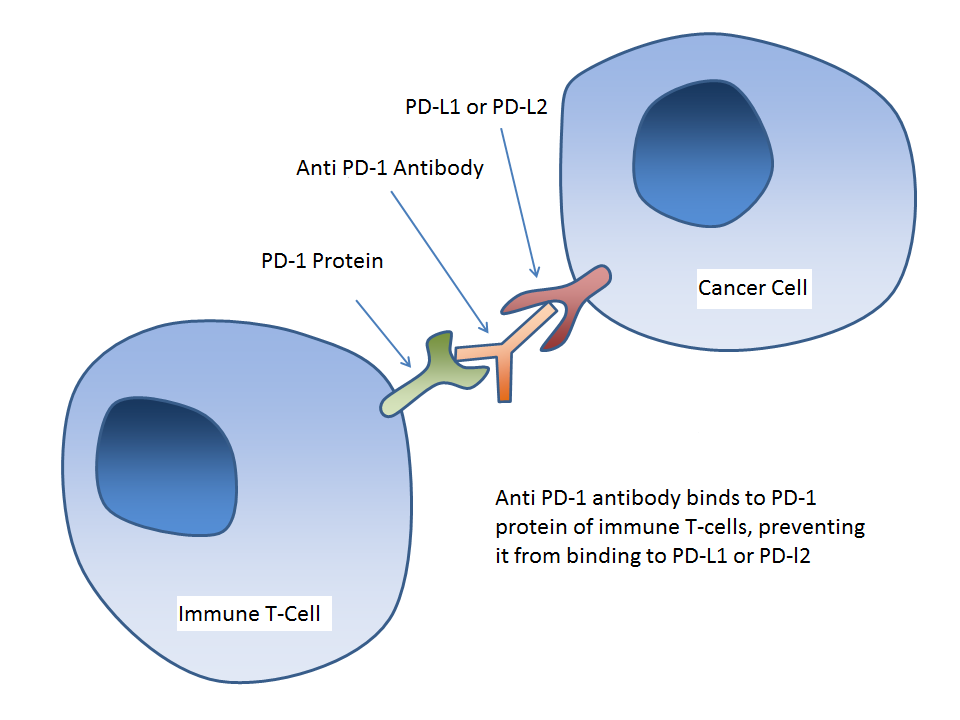 PD-L1 or PD-L2
Anti PD-1 Antibody
PD-1 Protein
Cancer Cell
Anti PD-1 antibody binds to PD-1
protein of immune T-cells, preventing
it from binding to PD-L1 or PD-l2
Immune T-Cell